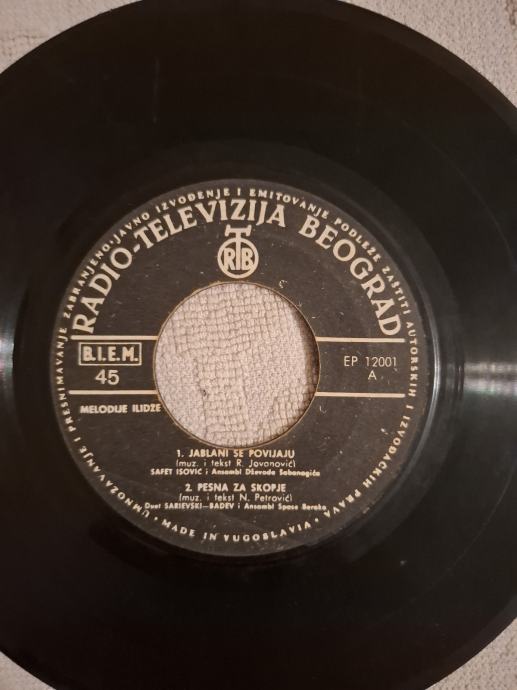 UMNOŽAVANJE I PRESNIMAVANJE ZABRANJENO · JAVNO IZVOĐENJE I EMITOVANJE PODLEŽE ZAŠTITI AUTORSKIH I IZVOĐAČKIH PRAVA ·
RADIO-TELEVIZIJA BEOGRAD
RTB
B.I.E.M.
45
EP 12001
A
MELODIJE ILIDŽE
1. JABLANI SE POVIJAJU
(muz. i tekst R. Jovanović)
SAFET ISOVIĆ i Ansambl Dževada Šabanagića
2. PESNA ZA SKOPJE
(muz. i tekst N. Petrović)
Duet SARIEVSKI—BADEV i Ansambl Spase Beraka
· MADE IN YUGOSLAVIA ·